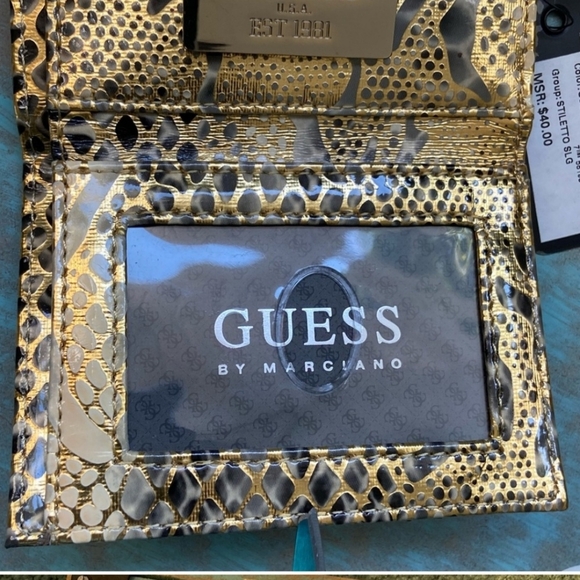 U.S.A.
EST 1981
Group: STILETTO SLG
MSR: $40.00
GUESS
BY MARCIANO